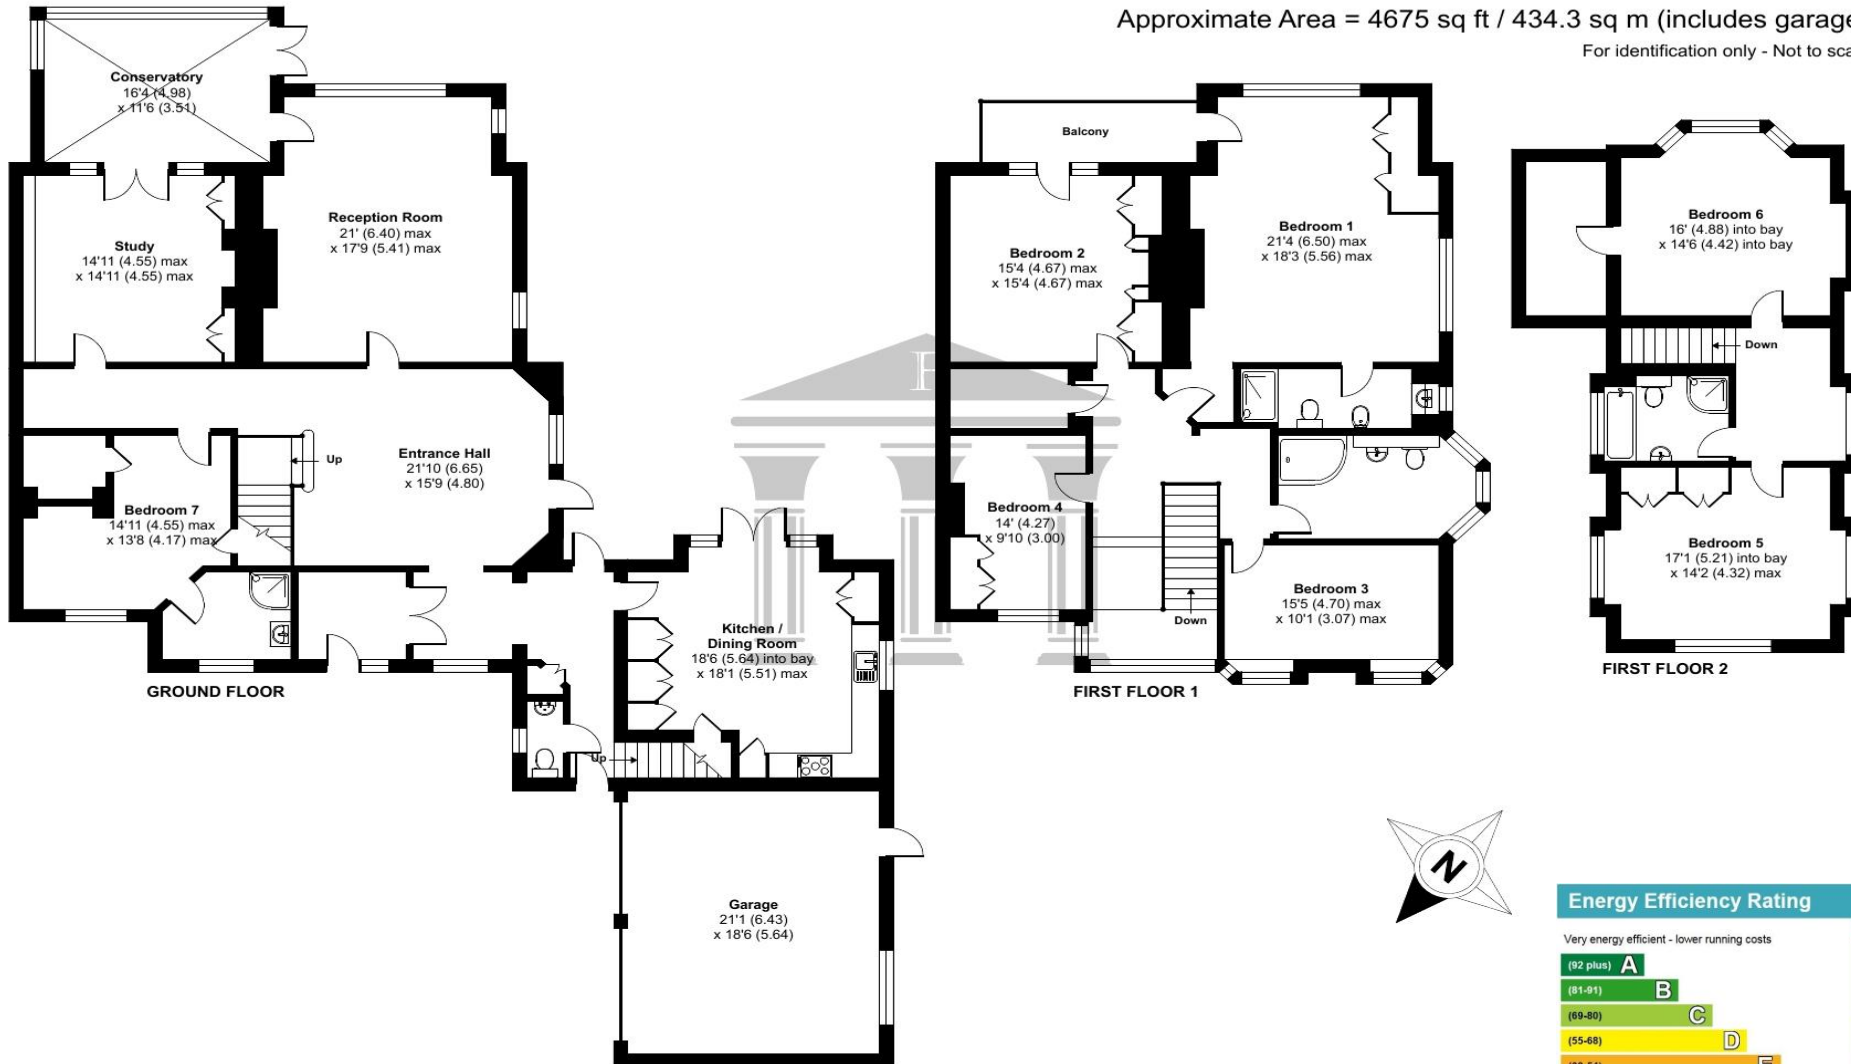 Approximate Area = 4675 sq ft / 434.3 sq m (includes garage
For identification only - Not to sca
Conservatory
16'4 (4.98)
x 11'6 (3.51)
Reception Room
21' (6.40) max
x 17'9 (5.41) max
Study
14'11 (4.55) max
x 14'11 (4.55) max
Entrance Hall
21'10 (6.65)
x 15'9 (4.80)
Up
Bedroom 7
14'11 (4.55) max
x 13'8 (4.17) max
Kitchen /
Dining Room
18'6 (5.64) into bay
x 18'1 (5.51) max
Up
Garage
21'1 (6.43)
x 18'6 (5.64)
GROUND FLOOR
Balcony
Bedroom 1
21'4 (6.50) max
x 18'3 (5.56) max
Bedroom 2
15'4 (4.67) max
x 15'4 (4.67) max
Bedroom 4
14' (4.27)
x 9'10 (3.00)
Bedroom 3
15'5 (4.70) max
x 10'1 (3.07) max
Down
FIRST FLOOR 1
Bedroom 6
16' (4.88) into bay
x 14'6 (4.42) into bay
Down
Bedroom 5
17'1 (5.21) into bay
x 14'2 (4.32) max
FIRST FLOOR 2
N
Energy Efficiency Rating
Very energy efficient - lower running costs
(92 plus) A
(81-91) B
(69-80) C
(55-68) D
E